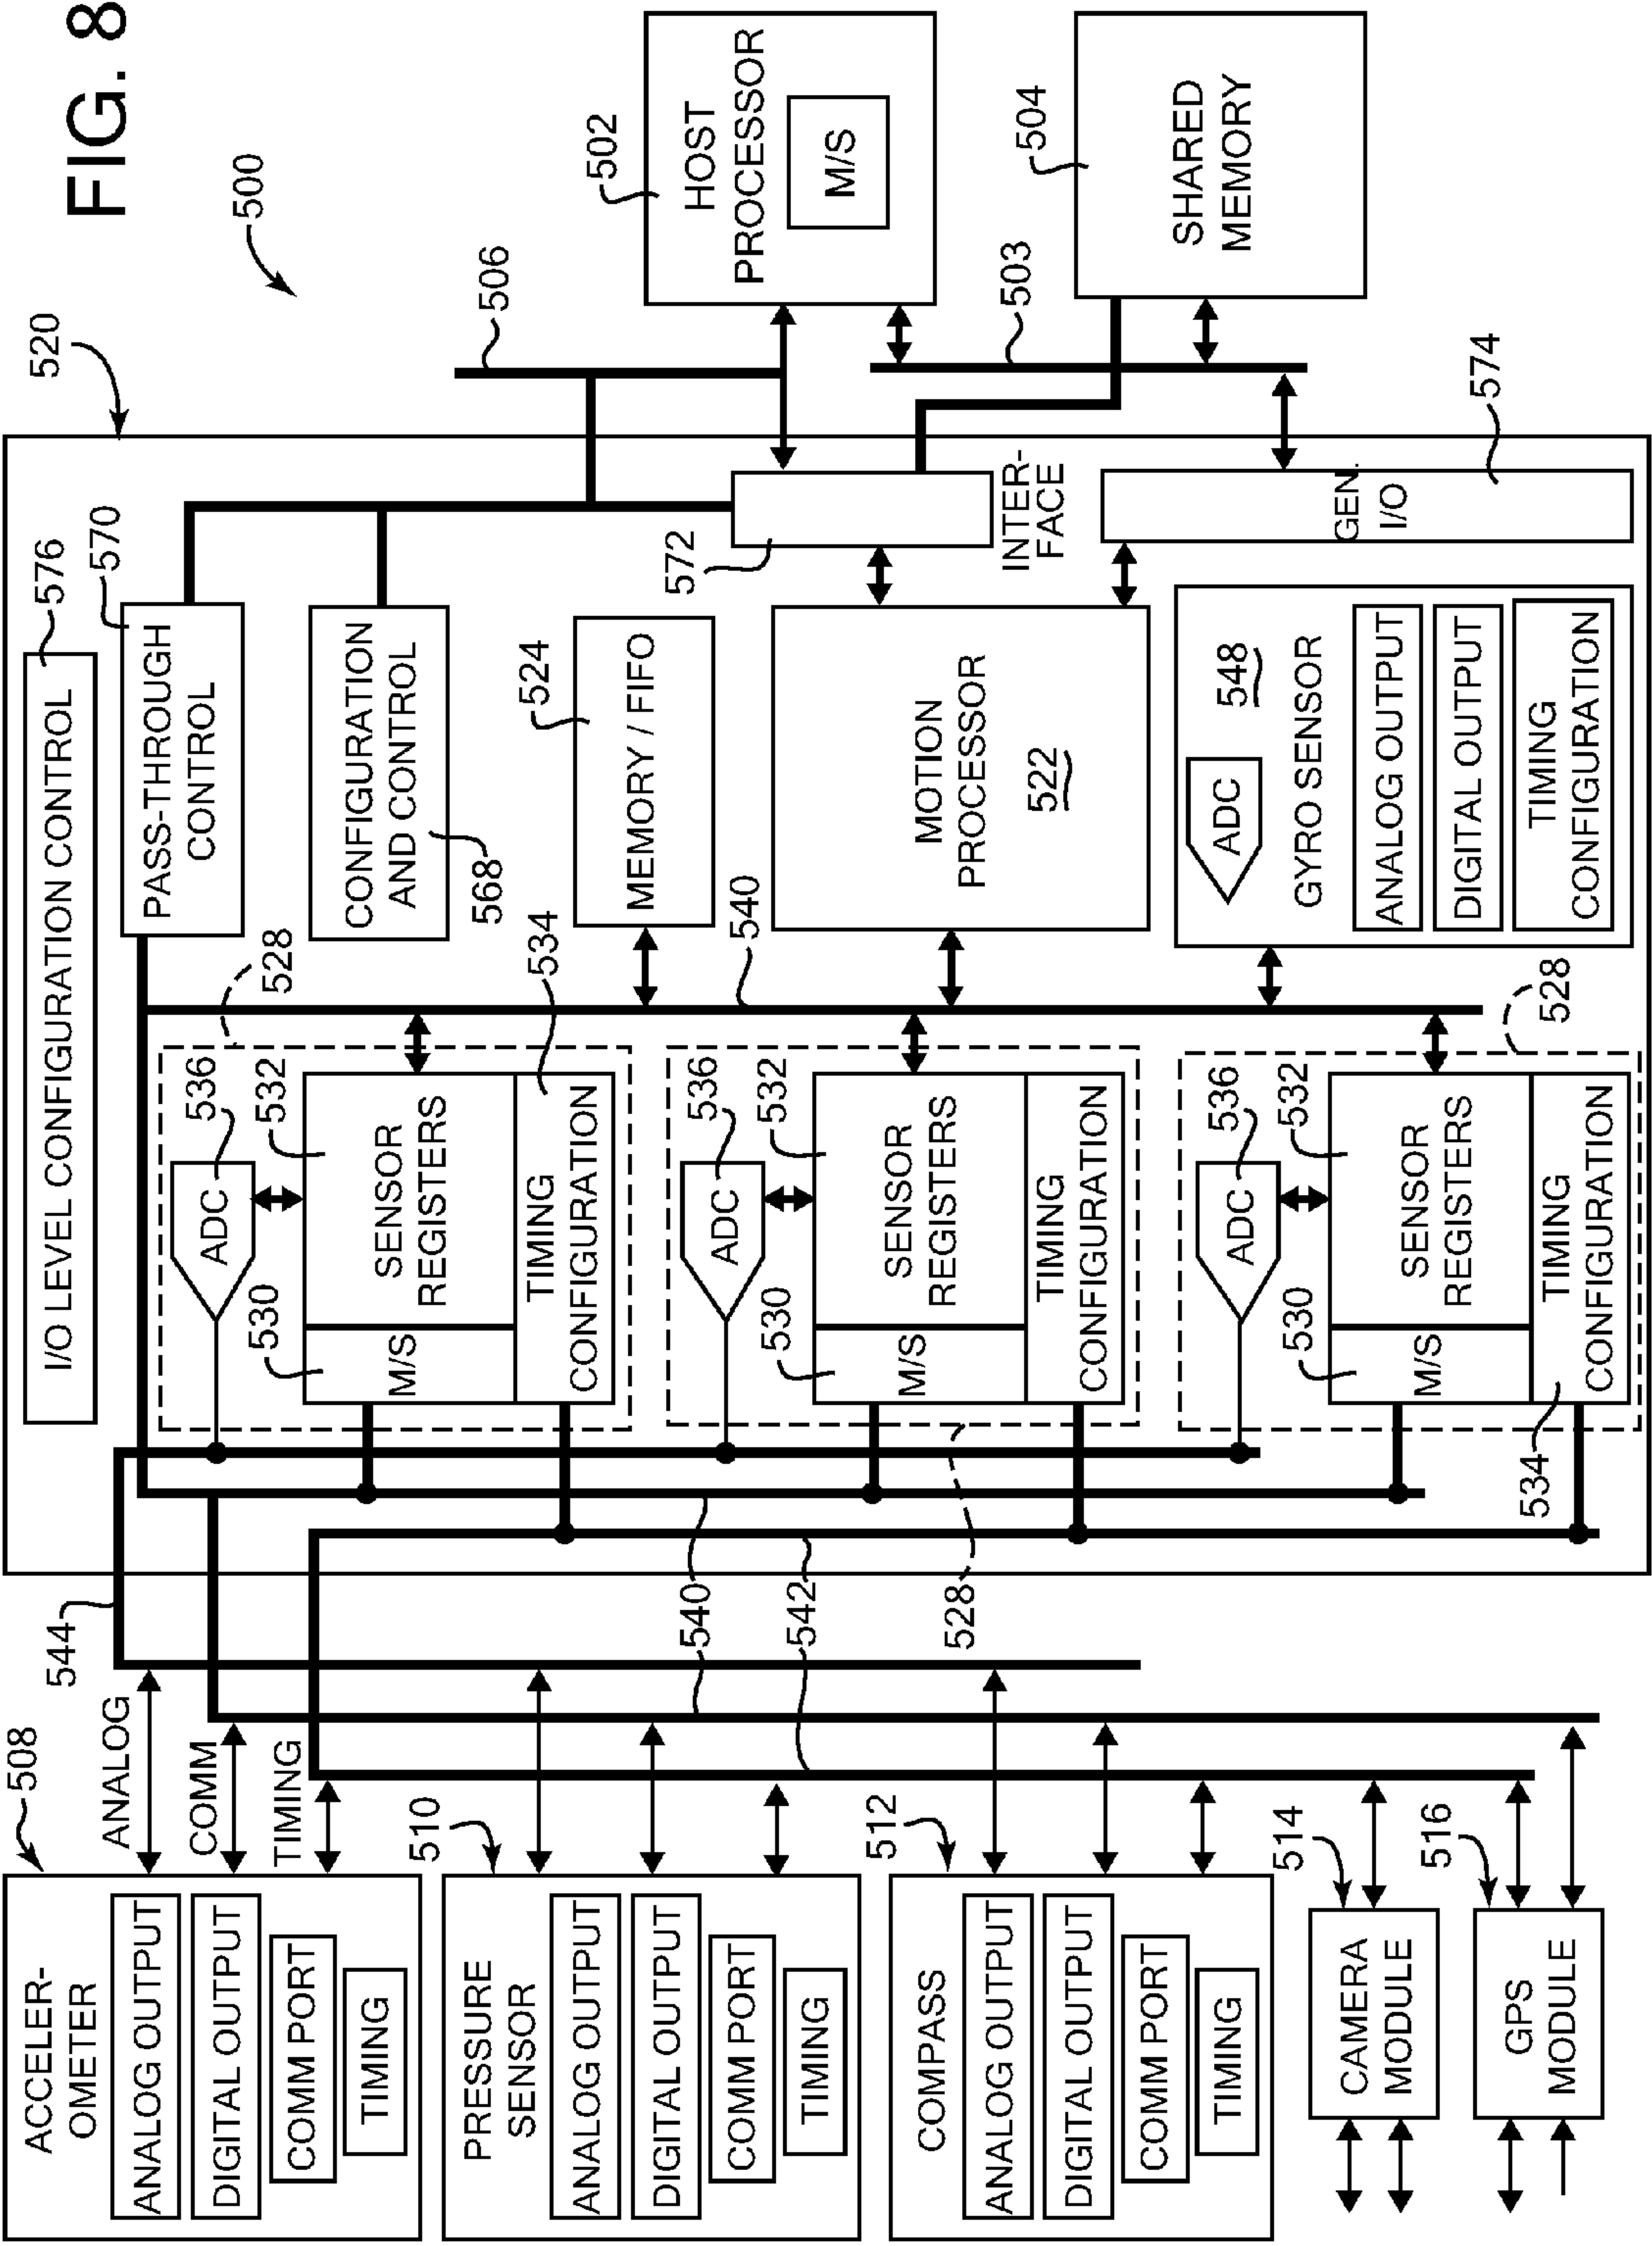 FIG. 8
500
520
I/O LEVEL CONFIGURATION CONTROL
576
PASS-THROUGH
CONTROL
570
CONFIGURATION
AND CONTROL
568
MEMORY / FIFO
524
MOTION
PROCESSOR
522
572
INTER-
FACE
GEN.
I/O
574
506
HOST
PROCESSOR
M/S
502
503
SHARED
MEMORY
504
548
ADC
GYRO SENSOR
ANALOG OUTPUT
DIGITAL OUTPUT
TIMING
CONFIGURATION
540
528
ADC
536
532
SENSOR
REGISTERS
530
M/S
TIMING
CONFIGURATION
534
ADC
536
532
SENSOR
REGISTERS
530
M/S
TIMING
CONFIGURATION
528
ADC
536
532
SENSOR
REGISTERS
530
M/S
TIMING
CONFIGURATION
534
528
544
540
542
ANALOG
COMM
TIMING
508
ACCELER-
OMETER
ANALOG OUTPUT
DIGITAL OUTPUT
COMM PORT
TIMING
510
PRESSURE
SENSOR
ANALOG OUTPUT
DIGITAL OUTPUT
COMM PORT
TIMING
512
COMPASS
ANALOG OUTPUT
DIGITAL OUTPUT
COMM PORT
TIMING
514
CAMERA
MODULE
516
GPS
MODULE